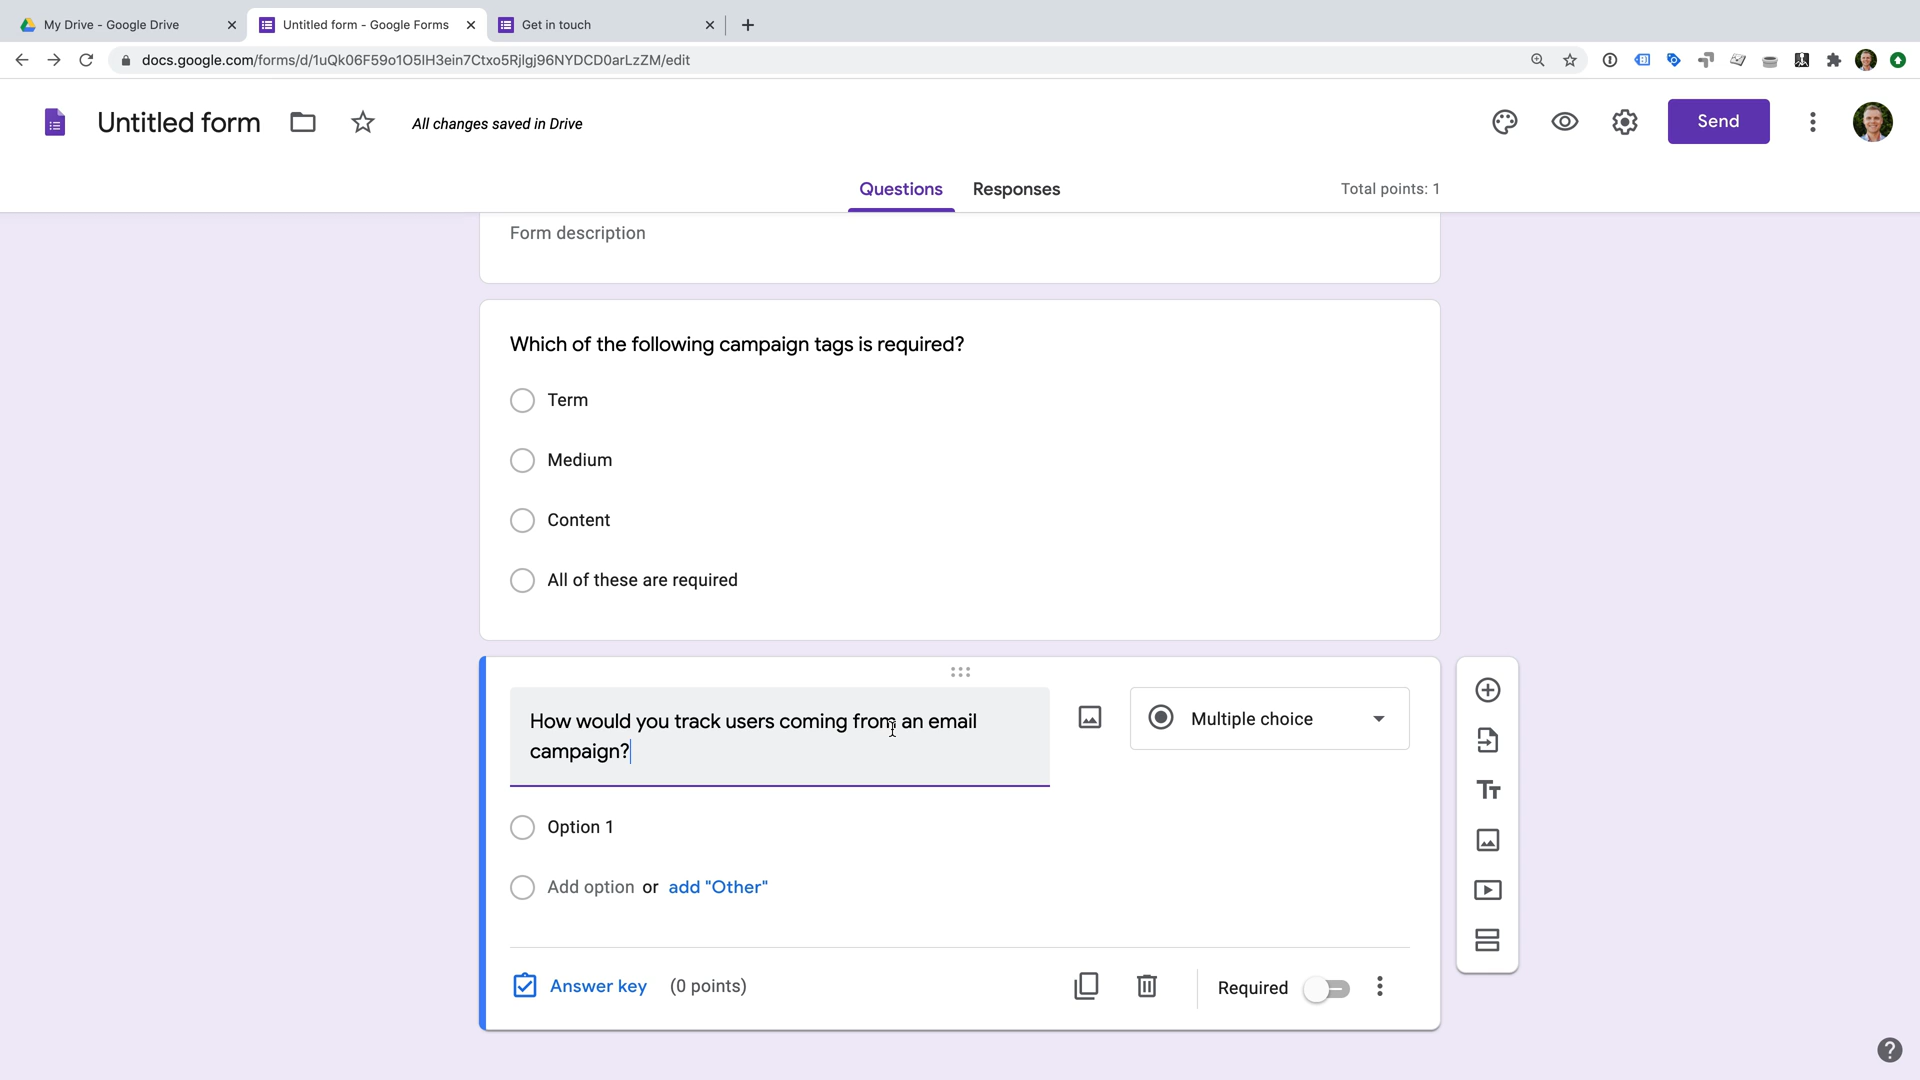 My Drive - Google Drive
Untitled form - Google Forms
Get in touch
docs.google.com/forms/d/1uQk06F59o1O5IH3ein7Ctxo5Rjlgj96NYDCD0arLzZM/edit
Untitled form
All changes saved in Drive
Send
Questions
Responses
Total points: 1
Form description
Which of the following campaign tags is required?
Term
Medium
Content
All of these are required
How would you track users coming from an email
campaign?
Multiple choice
Option 1
Add option or add "Other"
Answer key (0 points)
Required